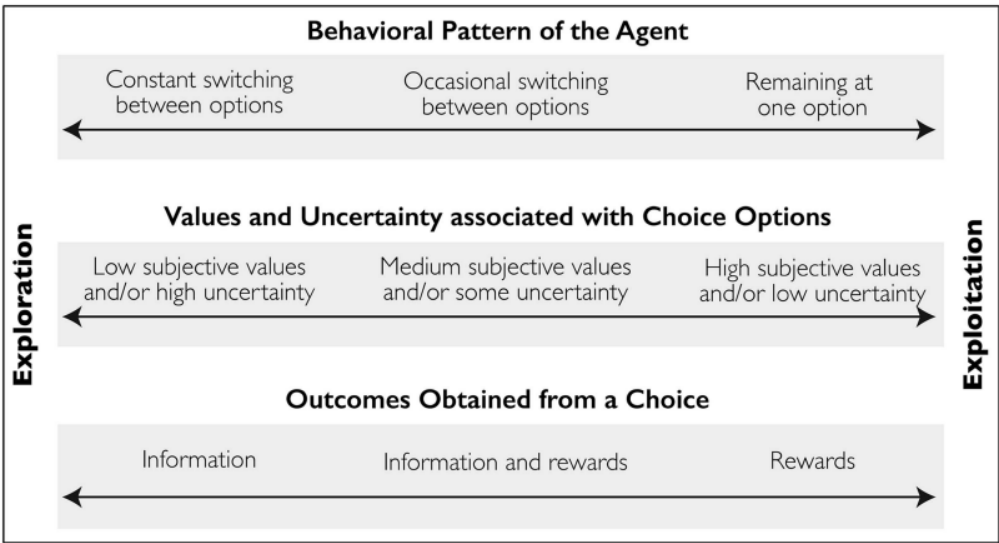 Behavioral Pattern of the Agent
Constant switching
between options
Occasional switching
between options
Remaining at
one option
Values and Uncertainty associated with Choice Options
Low subjective values
and/or high uncertainty
Medium subjective values
and/or some uncertainty
High subjective values
and/or low uncertainty
Outcomes Obtained from a Choice
Information
Information and rewards
Rewards
Exploration
Exploitation